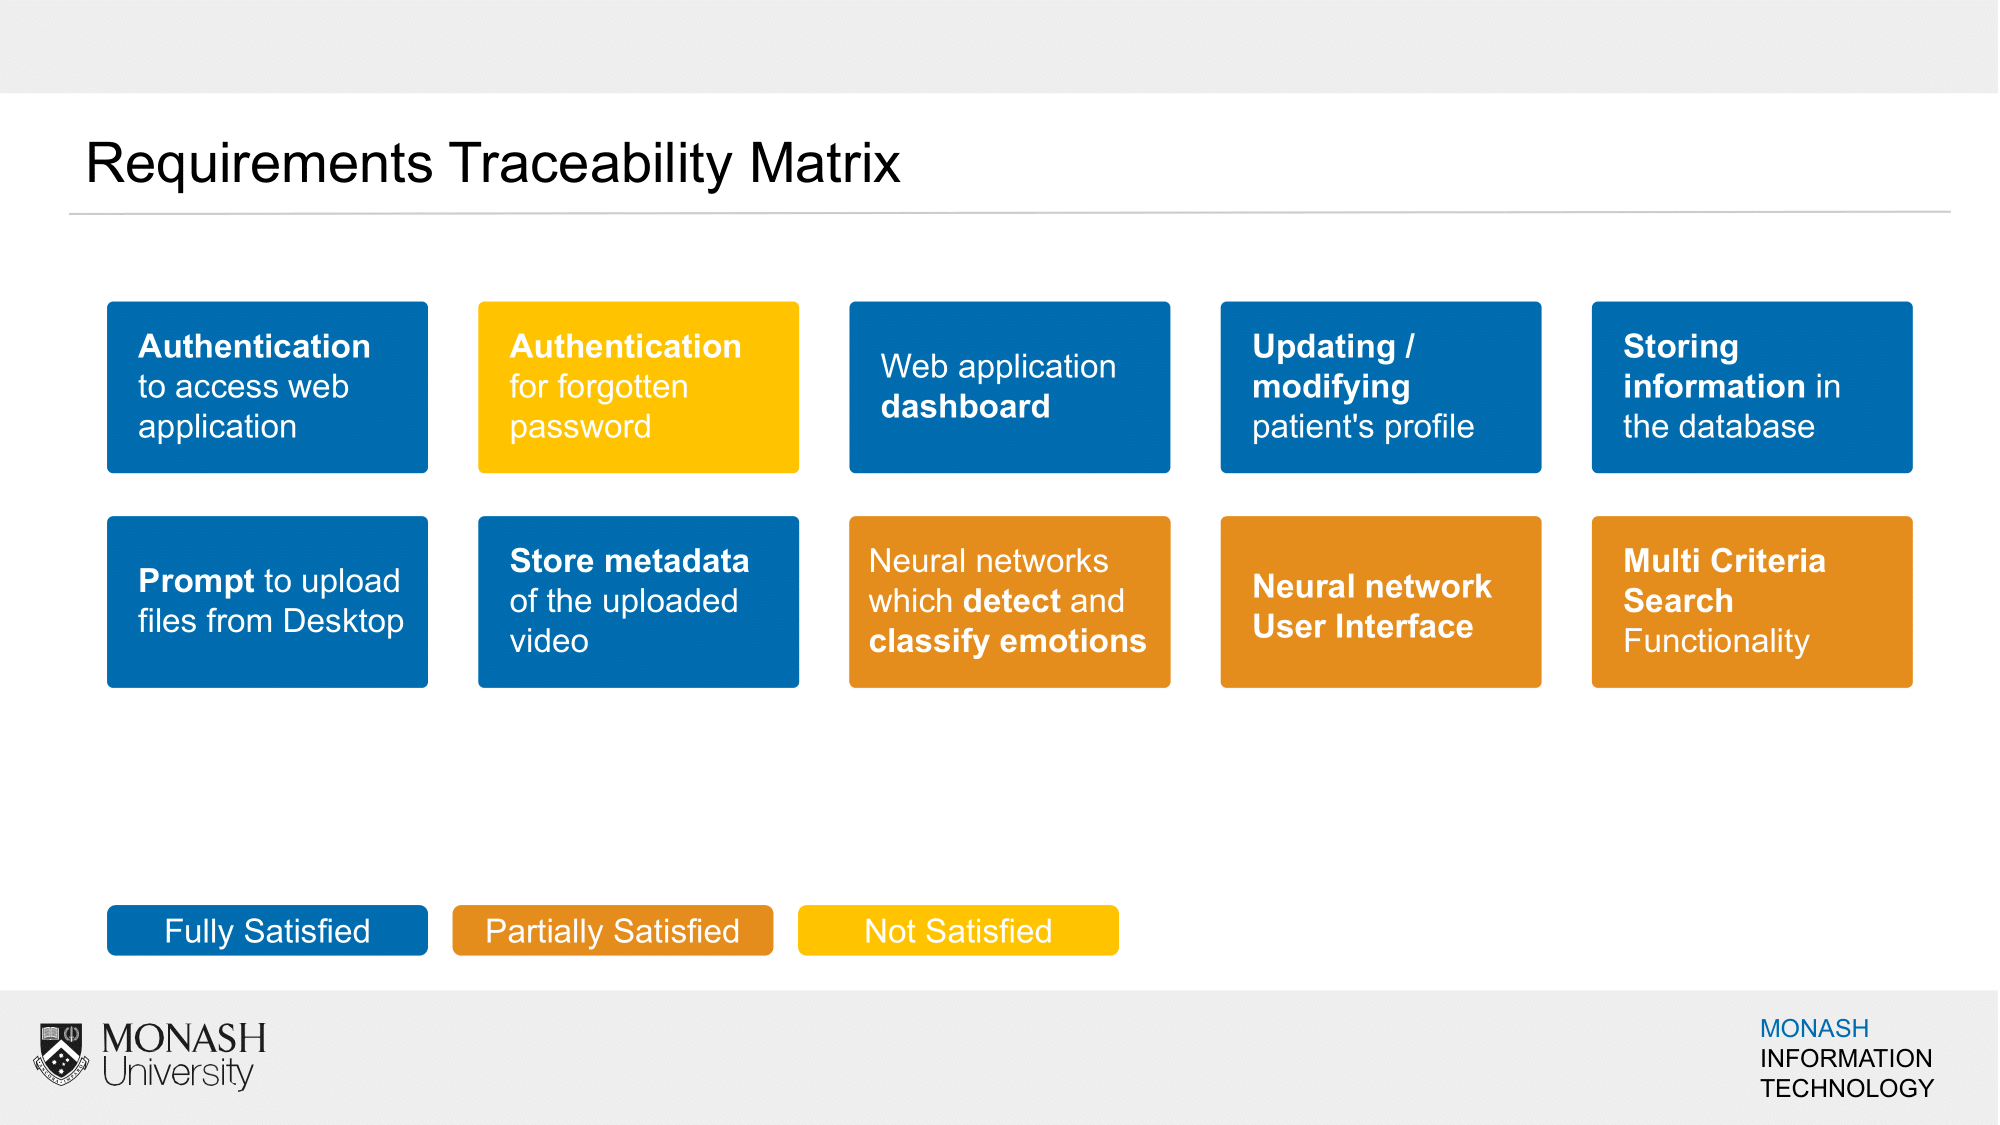 Requirements Traceability Matrix
Authentication
to access web
application
Authentication
for forgotten
password
Web application
dashboard
Updating /
modifying
patient's profile
Storing
information in
the database
Prompt to upload
files from Desktop
Store metadata
of the uploaded
video
Neural networks
which detect and
classify emotions
Neural network
User Interface
Multi Criteria
Search
Functionality
Fully Satisfied
Partially Satisfied
Not Satisfied
MONASH
University
MONASH
INFORMATION
TECHNOLOGY